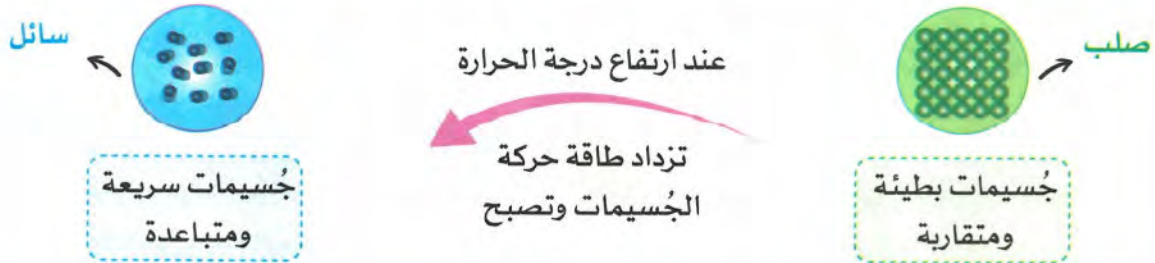 صلب
جُسيمات بطيئة
ومتقاربة
عند ارتفاع درجة الحرارة
تزداد طاقة حركة
الجُسيمات وتصبح
سائل
جُسيمات سريعة
ومتباعدة